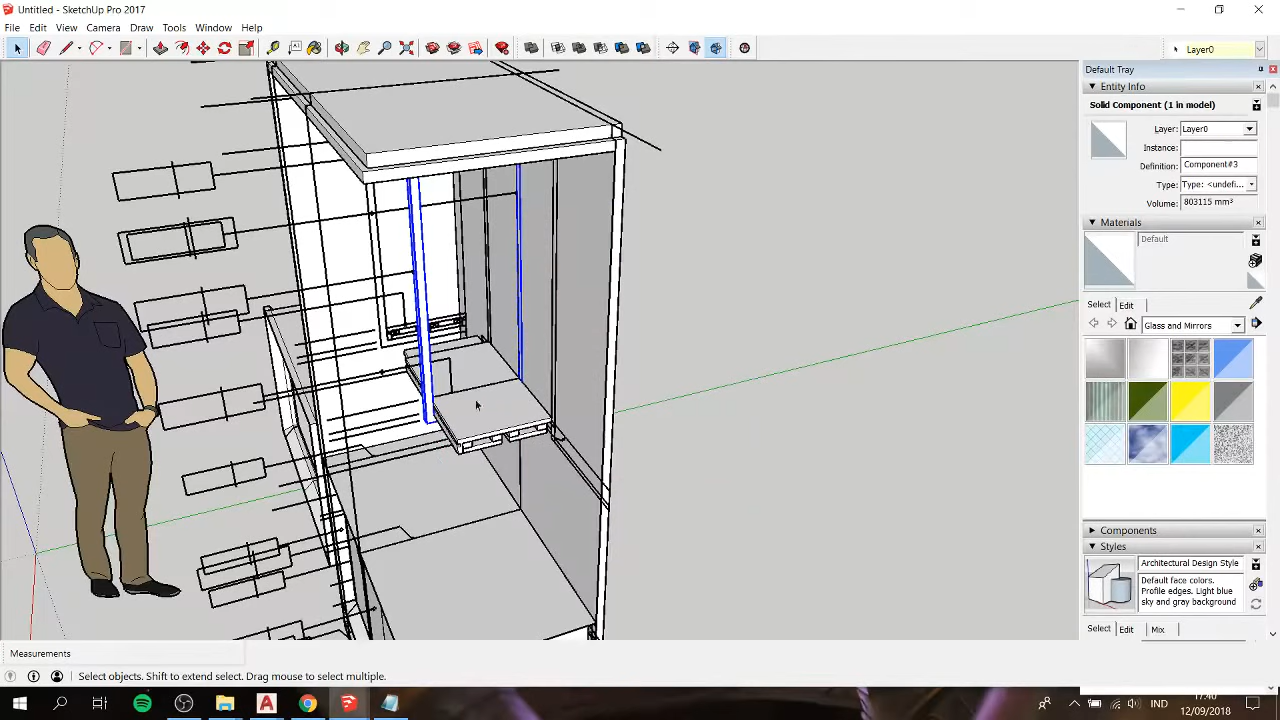 Untitled - SketchUp Pro 2017
File Edit View Camera Draw Tools Window Help
Layer0
Default Tray
Entity Info
Solid Component (1 in model)
Layer: Layer0
Instance:
Definition: Component#3
Type: Type: <undefi...
Volume: 803115 mm³
Materials
Default
Select Edit
Glass and Mirrors
Components
Styles
Architectural Design Style
Default face colors.
Profile edges. Light blue
sky and gray background
Select Edit Mix
Measurements
Select objects. Shift to extend select. Drag mouse to select multiple.
17:40
IND
12/09/2018